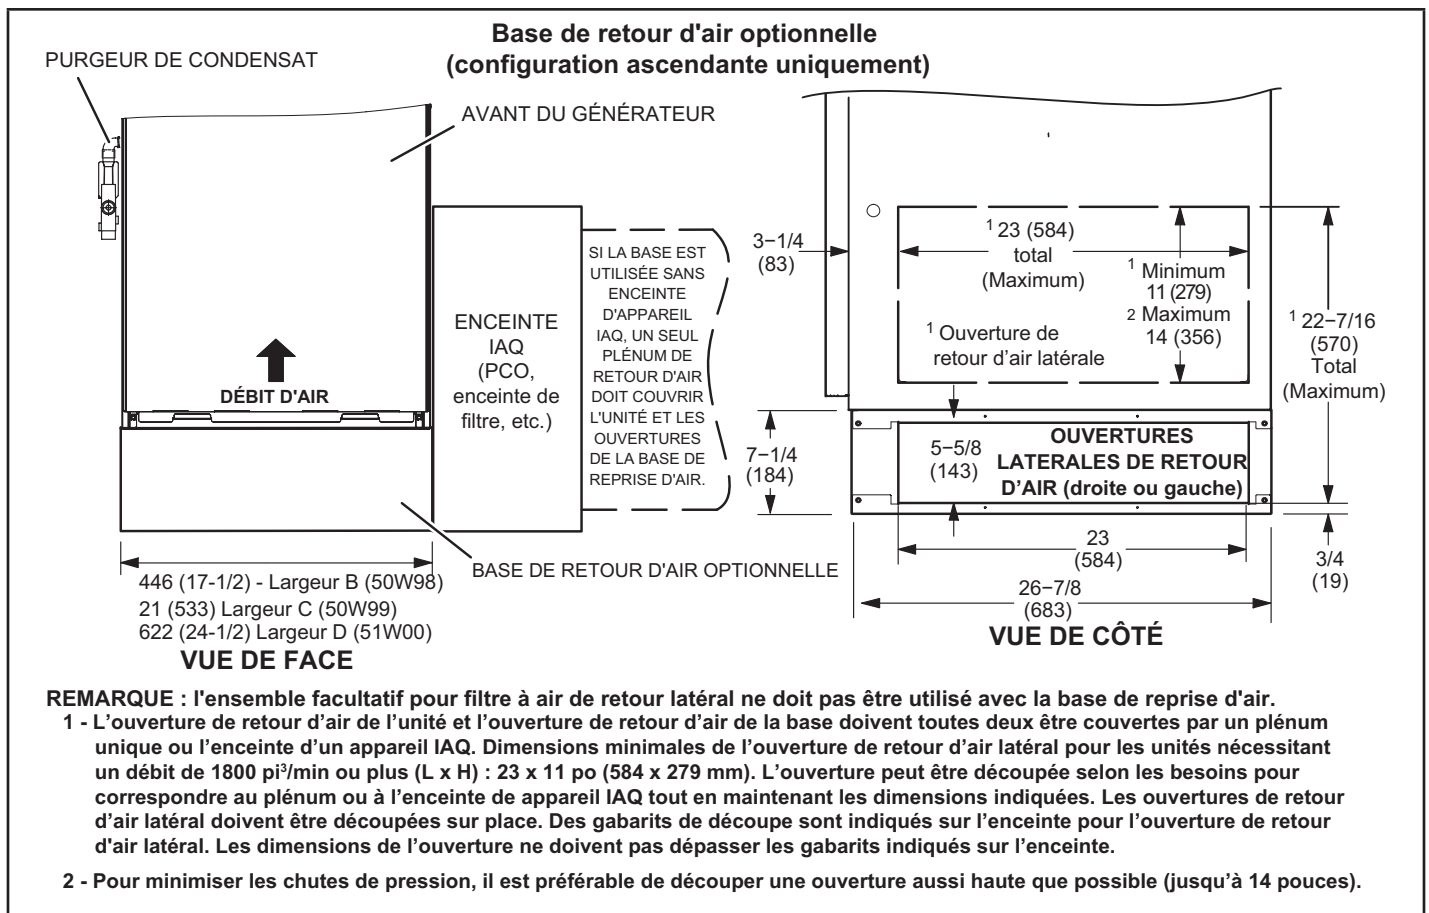 Base de retour d'air optionnelle
(configuration ascendante uniquement)
PURGEUR DE CONDENSAT
AVANT DU GÉNÉRATEUR
DÉBIT D'AIR
ENCEINTE
IAQ
(PCO,
enceinte de
filtre, etc.)
SI LA BASE EST
UTILISÉE SANS
ENCEINTE
D'APPAREIL
IAQ, UN SEUL
PLÉNUM DE
RETOUR D'AIR
DOIT COUVRIR
L'UNITÉ ET LES
OUVERTURES
DE LA BASE DE
REPRISE D'AIR.
BASE DE RETOUR D'AIR OPTIONNELLE
446 (17-1/2) - Largeur B (50W98)
21 (533) Largeur C (50W99)
622 (24-1/2) Largeur D (51W00)
VUE DE FACE
3−1/4
(83)
1 23 (584)
total
(Maximum)
1 Minimum
11 (279)
2 Maximum
14 (356)
1 Ouverture de
retour d’air latérale
1 22−7/16
(570)
Total
(Maximum)
7−1/4
(184)
5−5/8
(143)
OUVERTURES
LATERALES DE RETOUR
D’AIR (droite ou gauche)
23
(584)
3/4
(19)
26−7/8
(683)
VUE DE CÔTÉ
REMARQUE : l'ensemble facultatif pour filtre à air de retour latéral ne doit pas être utilisé avec la base de reprise d'air.
1 - L’ouverture de retour d’air de l’unité et l’ouverture de retour d’air de la base doivent toutes deux être couvertes par un plénum
unique ou l’enceinte d’un appareil IAQ. Dimensions minimales de l’ouverture de retour d’air latéral pour les unités nécessitant
un débit de 1800 pi³/min ou plus (L x H) : 23 x 11 po (584 x 279 mm). L’ouverture peut être découpée selon les besoins pour
correspondre au plénum ou à l’enceinte de appareil IAQ tout en maintenant les dimensions indiquées. Les ouvertures de retour
d’air latéral doivent être découpées sur place. Des gabarits de découpe sont indiqués sur l’enceinte pour l’ouverture de retour
d'air latéral. Les dimensions de l’ouverture ne doivent pas dépasser les gabarits indiqués sur l’enceinte.
2 - Pour minimiser les chutes de pression, il est préférable de découper une ouverture aussi haute que possible (jusqu’à 14 pouces).